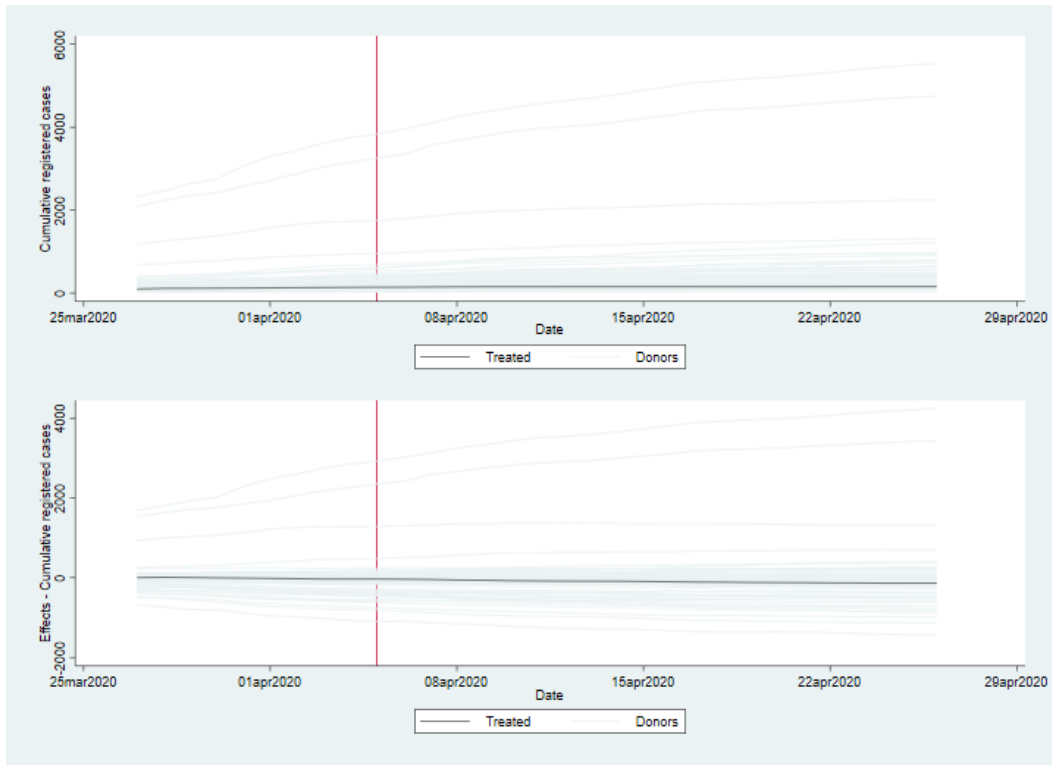 Cumulative registered cases
6000
4000
2000
0
25mar2020 01apr2020 08apr2020 15apr2020 22apr2020 29apr2020
Date
Treated Donors
Effects - Cumulative registered cases
4000
2000
0
-2000
25mar2020 01apr2020 08apr2020 15apr2020 22apr2020 29apr2020
Date
Treated Donors